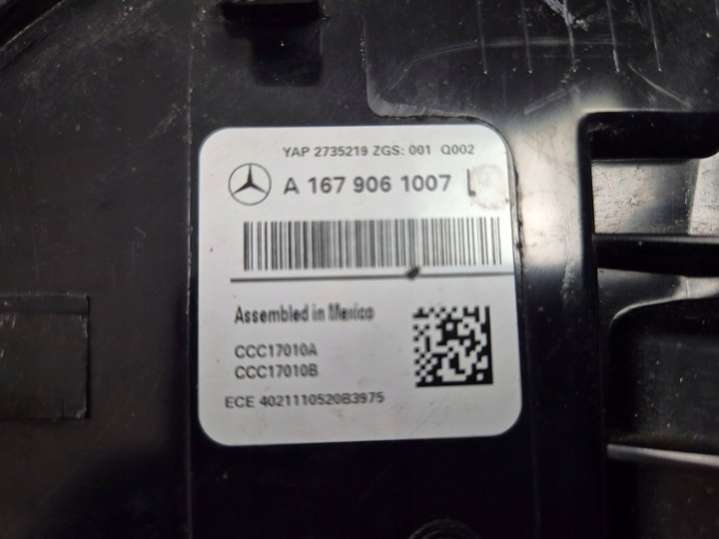 YAP 2735219 ZGS: 001 Q002
A 167 906 1007 L
Assembled in Mexico
CCC17010A
CCC17010B
ECE 4021110520B3975